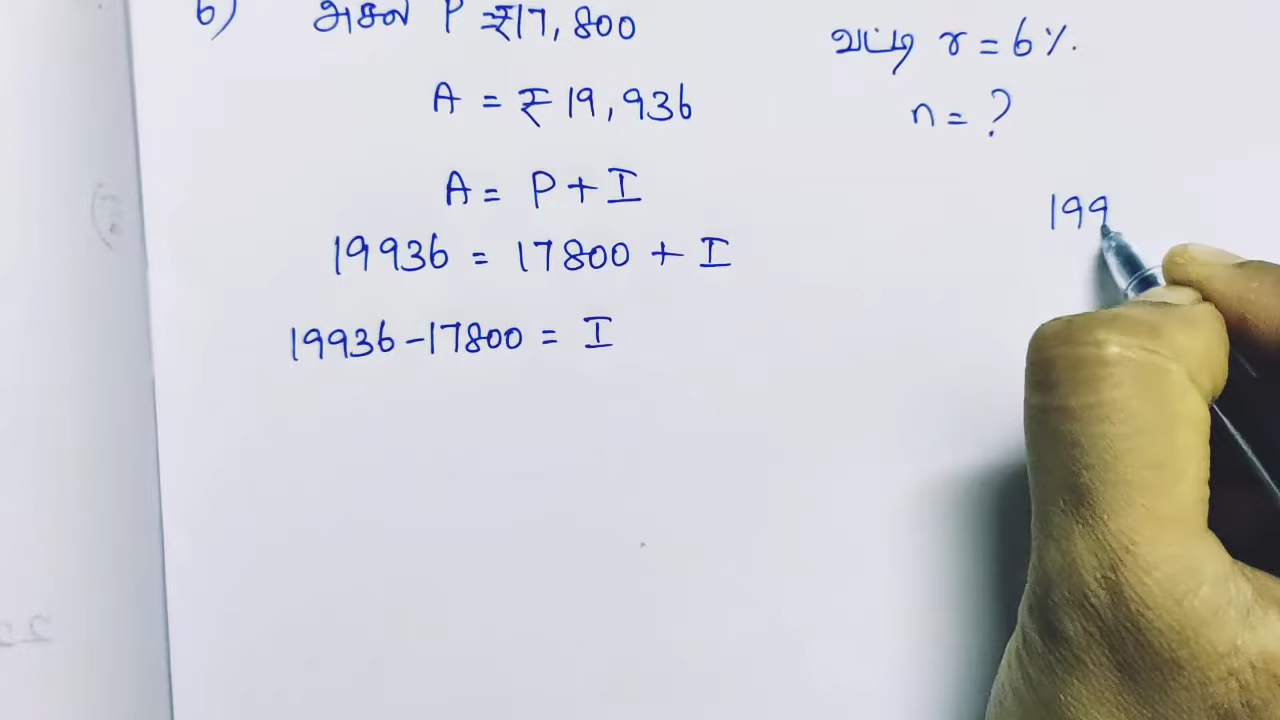 6) அசல் P = ₹17,800
வட்டி r = 6%.
A = ₹19,936
n = ?
A = P + I
199
19936 = 17800 + I
19936 - 17800 = I